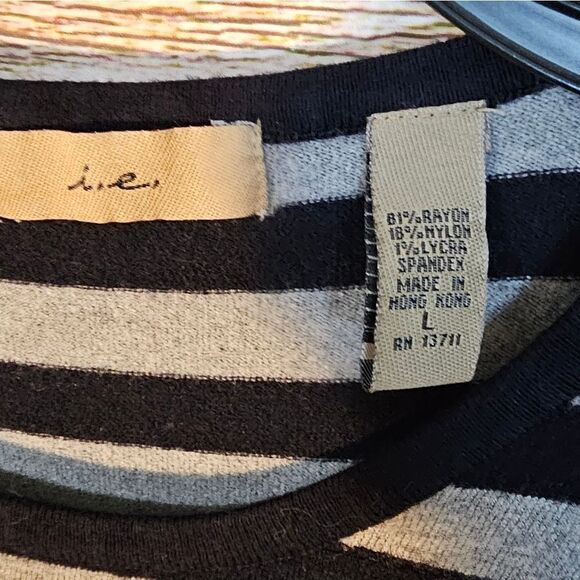 i.e.
81% RAYON
18% NYLON
1% LYCRA
SPANDEX
MADE IN
HONG KONG
L
RN 13711